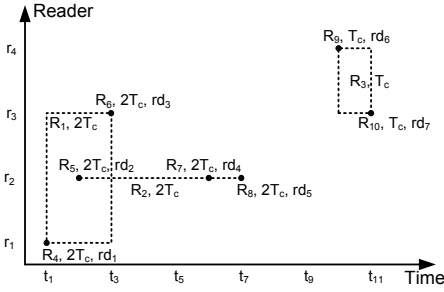 Reader
r4
R9, Tc, rd6
R3, Tc
r3
R6, 2Tc, rd3
R1, 2Tc
R10, Tc, rd7
R5, 2Tc, rd2
R7, 2Tc, rd4
r2
R2, 2Tc
R8, 2Tc, rd5
r1
R4, 2Tc, rd1
t1 t3 t5 t7 t9 t11 Time